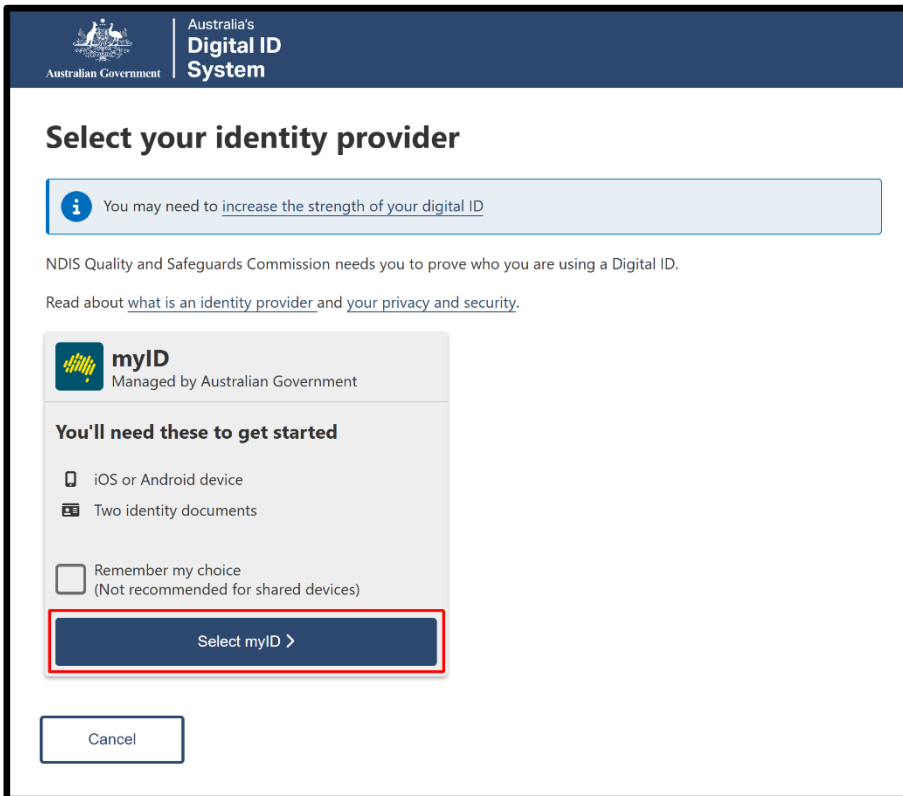 Australian Government
Australia's
Digital ID
System
Select your identity provider
You may need to increase the strength of your digital ID
NDIS Quality and Safeguards Commission needs you to prove who you are using a Digital ID.
Read about what is an identity provider and your privacy and security.
myID
Managed by Australian Government
You'll need these to get started
iOS or Android device
Two identity documents
Remember my choice
(Not recommended for shared devices)
Select myID
Cancel